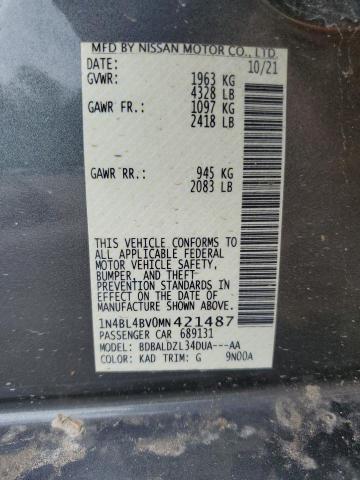 MFD BY NISSAN MOTOR CO., LTD.
DATE: 10/21
GVWR: 1963 KG
4328 LB
GAWR FR.: 1097 KG
2418 LB
GAWR RR.: 945 KG
2083 LB
THIS VEHICLE CONFORMS TO
ALL APPLICABLE FEDERAL
MOTOR VEHICLE SAFETY,
BUMPER, AND THEFT
PREVENTION STANDARDS IN
EFFECT ON THE DATE OF
MANUFACTURE SHOWN ABOVE.
1N4BL4BV0MN421487
PASSENGER CAR 689131
MODEL: BDBALDZL34DUA---AA
COLOR: KAD TRIM: G 9N00A